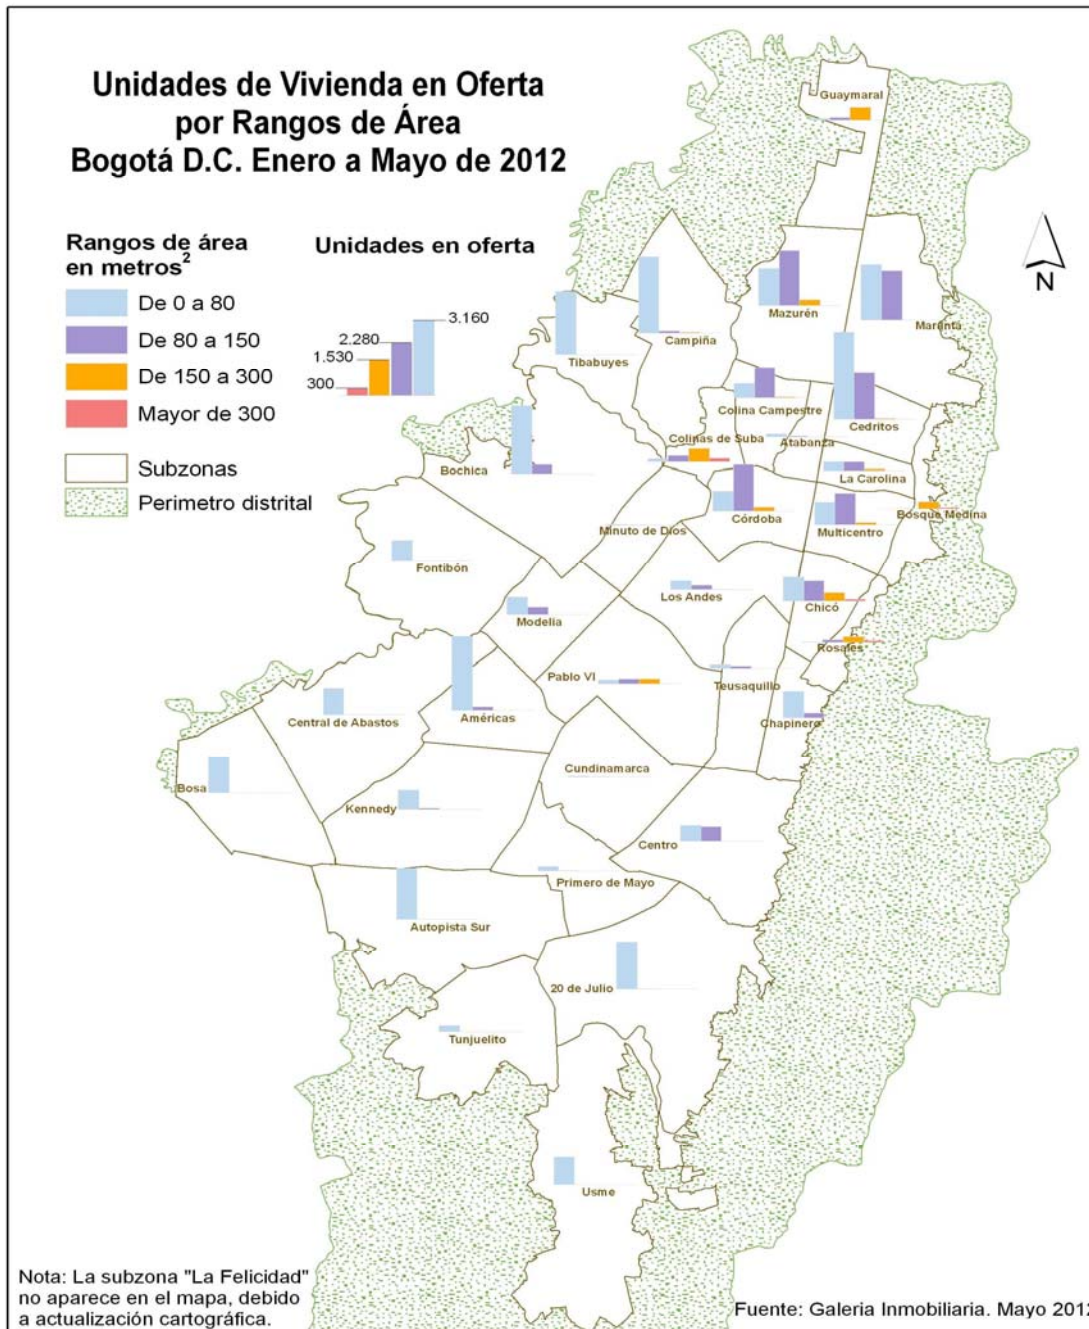 Unidades de Vivienda en Oferta
por Rangos de Área
Bogotá D.C. Enero a Mayo de 2012
Rangos de área
en metros²
De 0 a 80
De 80 a 150
De 150 a 300
Mayor de 300
Subzonas
Perimetro distrital
Unidades en oferta
3.160
2.280
1.530
300
N
Guaymaral
Mazurén
Maranta
Campiña
Tibabuyes
Colina Campestre
Cedritos
Colinas de Suba
Atabanza
Bochica
La Carolina
Córdoba
Multicentro
Bosque Medina
Minuto de Dios
Fontibón
Los Andes
Chicó
Modelia
Rosales
Pablo VI
Teusaquillo
Central de Abastos
Américas
Chapinero
Cundinamarca
Bosa
Kennedy
Centro
Primero de Mayo
Autopista Sur
20 de Julio
Tunjuelito
Usme
Nota: La subzona "La Felicidad"
no aparece en el mapa, debido
a actualización cartográfica.
Fuente: Galeria Inmobiliaria. Mayo 2012